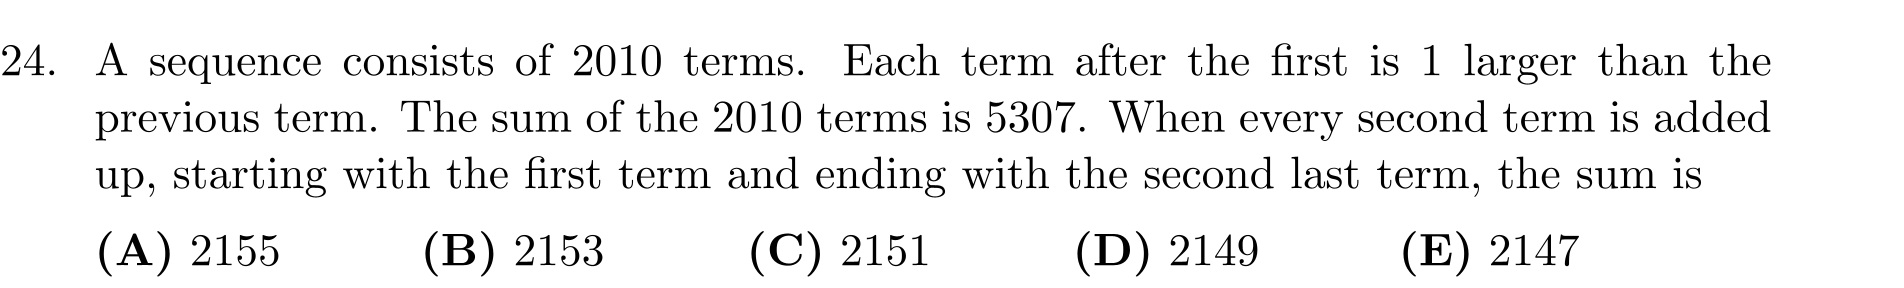 24. A sequence consists of 2010 terms. Each term after the first is 1 larger than the
previous term. The sum of the 2010 terms is 5307. When every second term is added
up, starting with the first term and ending with the second last term, the sum is
(A) 2155 (B) 2153 (C) 2151 (D) 2149 (E) 2147